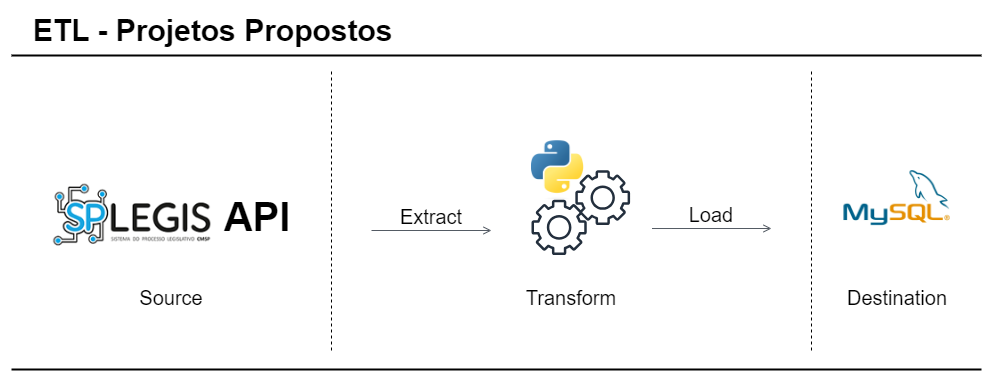 ETL - Projetos Propostos
SPLEGIS API
SISTEMA DO PROCESSO LEGISLATIVO CMSP
Extract
Load
MySQL®
Source
Transform
Destination